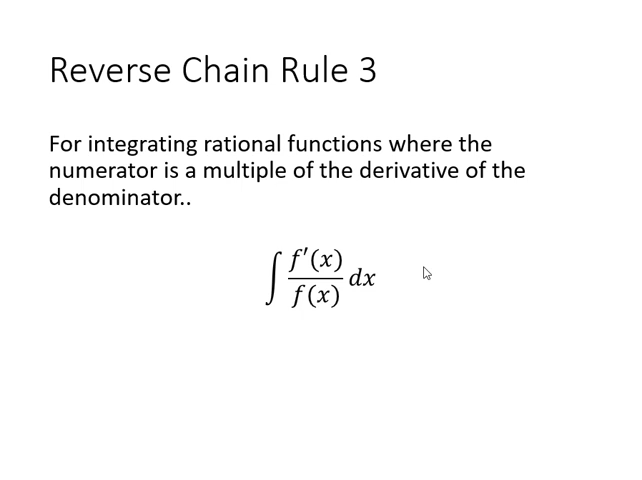 Reverse Chain Rule 3
For integrating rational functions where the
numerator is a multiple of the derivative of the
denominator..
∫ f′(x)/f(x) dx